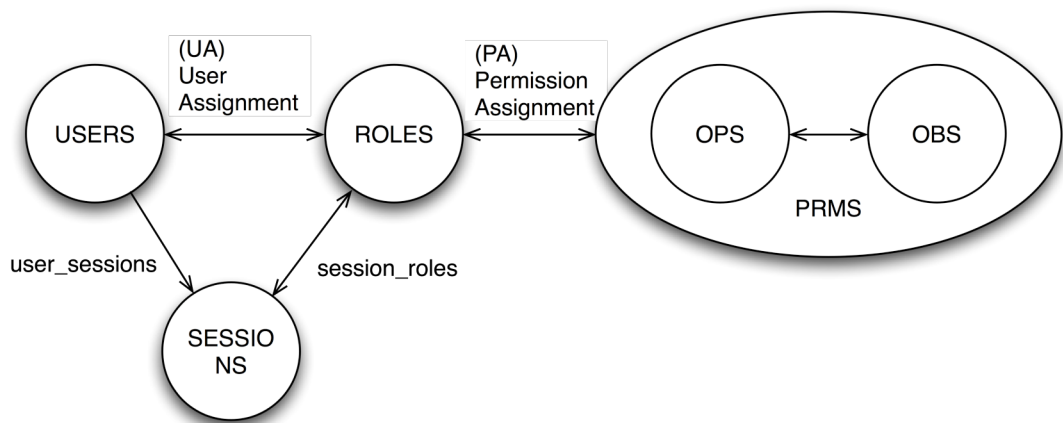 (UA)
User
Assignment
(PA)
Permission
Assignment
USERS
ROLES
OPS
OBS
PRMS
user_sessions
session_roles
SESSIO
NS